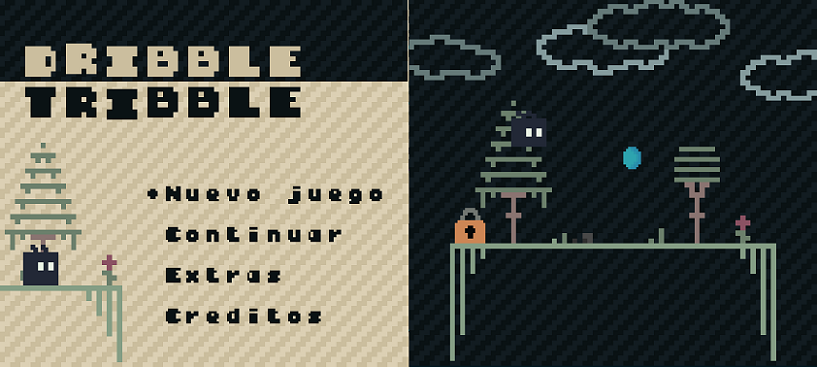 DRIBBLE
TRIBBLE
Nuevo juego
Continuar
Extras
Creditos